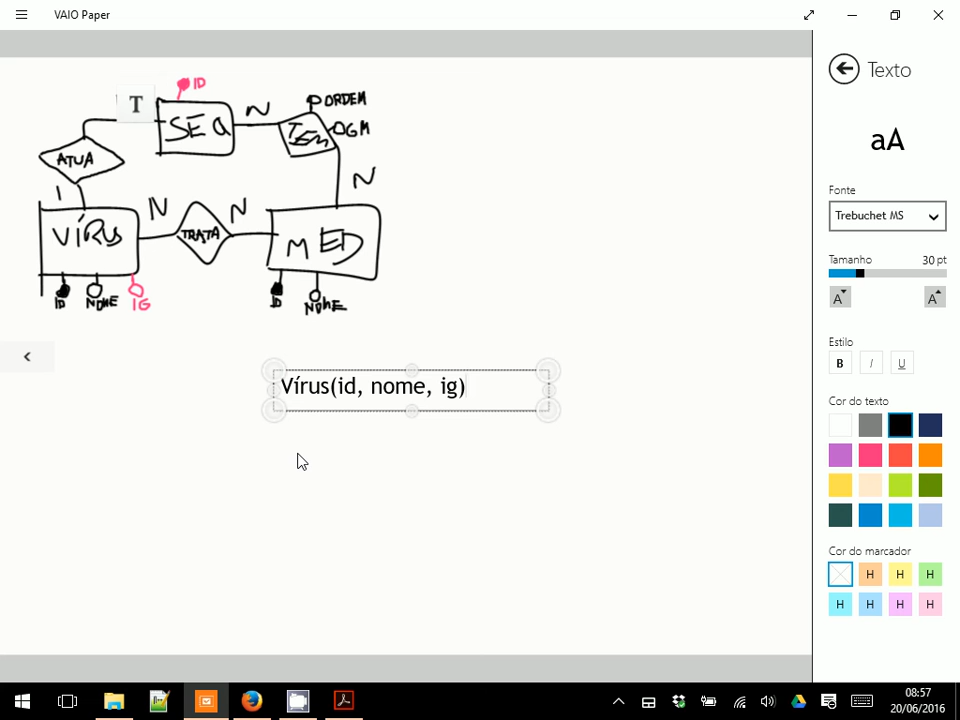 VAIO Paper
ID
T
SEQ
N
ORDEM
TEM
DGM
ATUA
N
1
N
N
VÍRUS
TRATA
MED
ID
NOME
IG
ID
NOME
Vírus(id, nome, ig)
Texto
aA
Fonte
Trebuchet MS
Tamanho
30 pt
A
A
Estilo
B
I
U
Cor do texto
Cor do marcador
H
H
H
H
H
H
H
08:57
20/06/2016